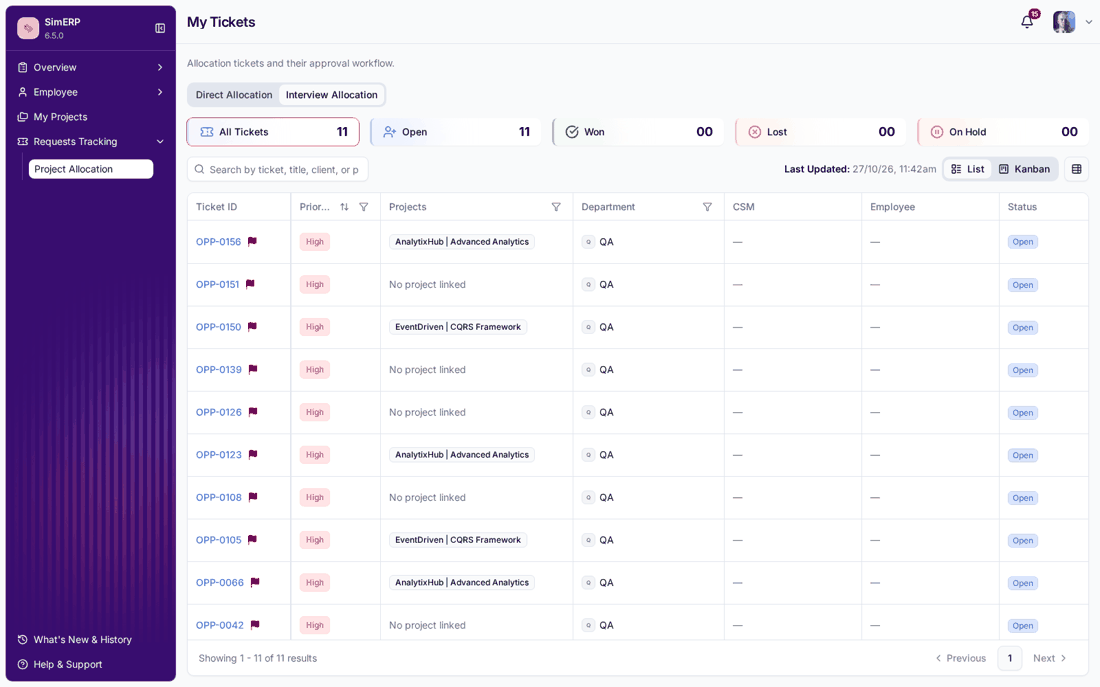 SimERP
6.5.0
Overview
Employee
My Projects
Requests Tracking
Project Allocation
What's New & History
Help & Support
My Tickets
15
Allocation tickets and their approval workflow.
Direct Allocation Interview Allocation
All Tickets 11 Open 11 Won 00 Lost 00 On Hold 00
Search by ticket, title, client, or p
Last Updated: 27/10/26, 11:42am List Kanban
Ticket ID Prior... Projects Department CSM Employee Status
OPP-0156 High AnalytixHub | Advanced Analytics Q QA — — Open
OPP-0151 High No project linked Q QA — — Open
OPP-0150 High EventDriven | CQRS Framework Q QA — — Open
OPP-0139 High No project linked Q QA — — Open
OPP-0126 High No project linked Q QA — — Open
OPP-0123 High AnalytixHub | Advanced Analytics Q QA — — Open
OPP-0108 High No project linked Q QA — — Open
OPP-0105 High EventDriven | CQRS Framework Q QA — — Open
OPP-0066 High AnalytixHub | Advanced Analytics Q QA — — Open
OPP-0042 High No project linked Q QA — — Open
Showing 1 - 11 of 11 results
Previous 1 Next